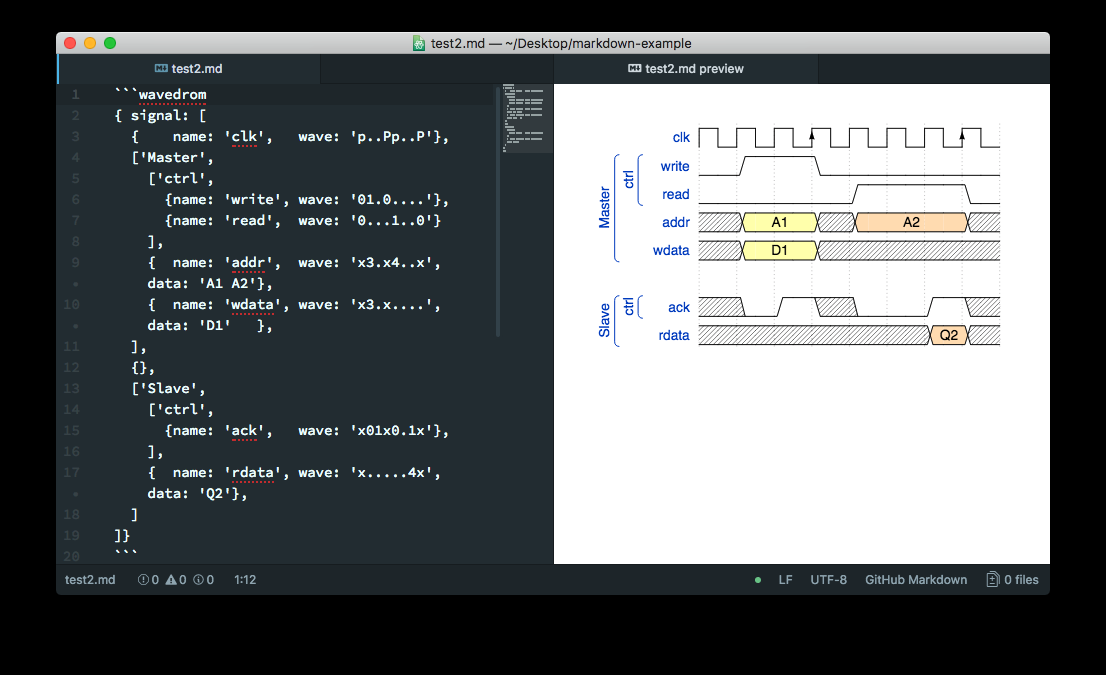 test2.md — ~/Desktop/markdown-example
test2.md
test2.md preview
1 ```wavedrom
2 { signal: [
3 { name: 'clk', wave: 'p..Pp..P'},
4 ['Master',
5 ['ctrl',
6 {name: 'write', wave: '01.0....'},
7 {name: 'read', wave: '0...1..0'}
8 ],
9 { name: 'addr', wave: 'x3.x4..x',
• data: 'A1 A2'},
10 { name: 'wdata', wave: 'x3.x....',
• data: 'D1' },
11 ],
12 {},
13 ['Slave',
14 ['ctrl',
15 {name: 'ack', wave: 'x01x0.1x'},
16 ],
17 { name: 'rdata', wave: 'x.....4x',
• data: 'Q2'},
18 ]
19 ]}
20 ```
clk
Master
ctrl
write
read
addr A1 A2
wdata D1
Slave
ctrl
ack
rdata Q2
test2.md 0 0 0 1:12
LF UTF-8 GitHub Markdown 0 files